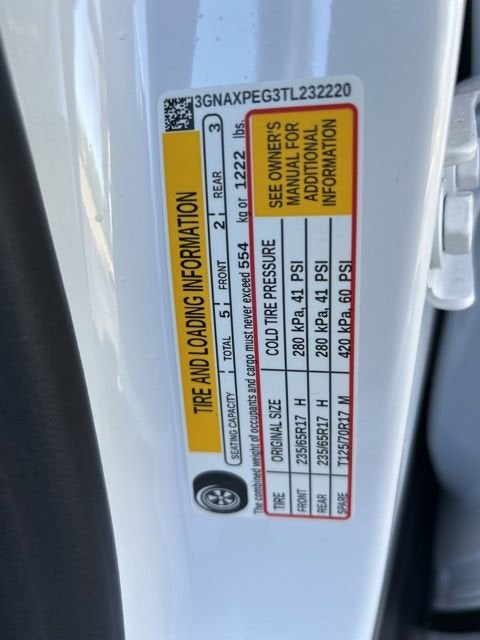 3GNAXPEG3TL232220
TIRE AND LOADING INFORMATION
SEATING CAPACITY TOTAL 5 FRONT 2 REAR 3
The combined weight of occupants and cargo must never exceed 554 kg or 1222 lbs.
TIRE ORIGINAL SIZE COLD TIRE PRESSURE
FRONT 235/65R17 H 280 kPa, 41 PSI
REAR 235/65R17 H 280 kPa, 41 PSI
SPARE T125/70R17 M 420 kPa, 60 PSI
SEE OWNER'S
MANUAL FOR
ADDITIONAL
INFORMATION